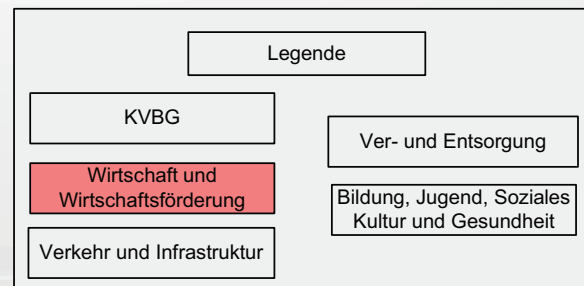 Legende
KVBG
Wirtschaft und
Wirtschaftsförderung
Verkehr und Infrastruktur
Ver- und Entsorgung
Bildung, Jugend, Soziales
Kultur und Gesundheit